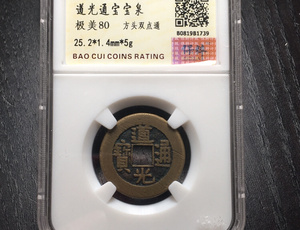 道光通宝宝泉
极美80 方头双点通
25.2*1.4mm*5g
8081981739
BAO CUI COINS RATING
道
寶 通
光